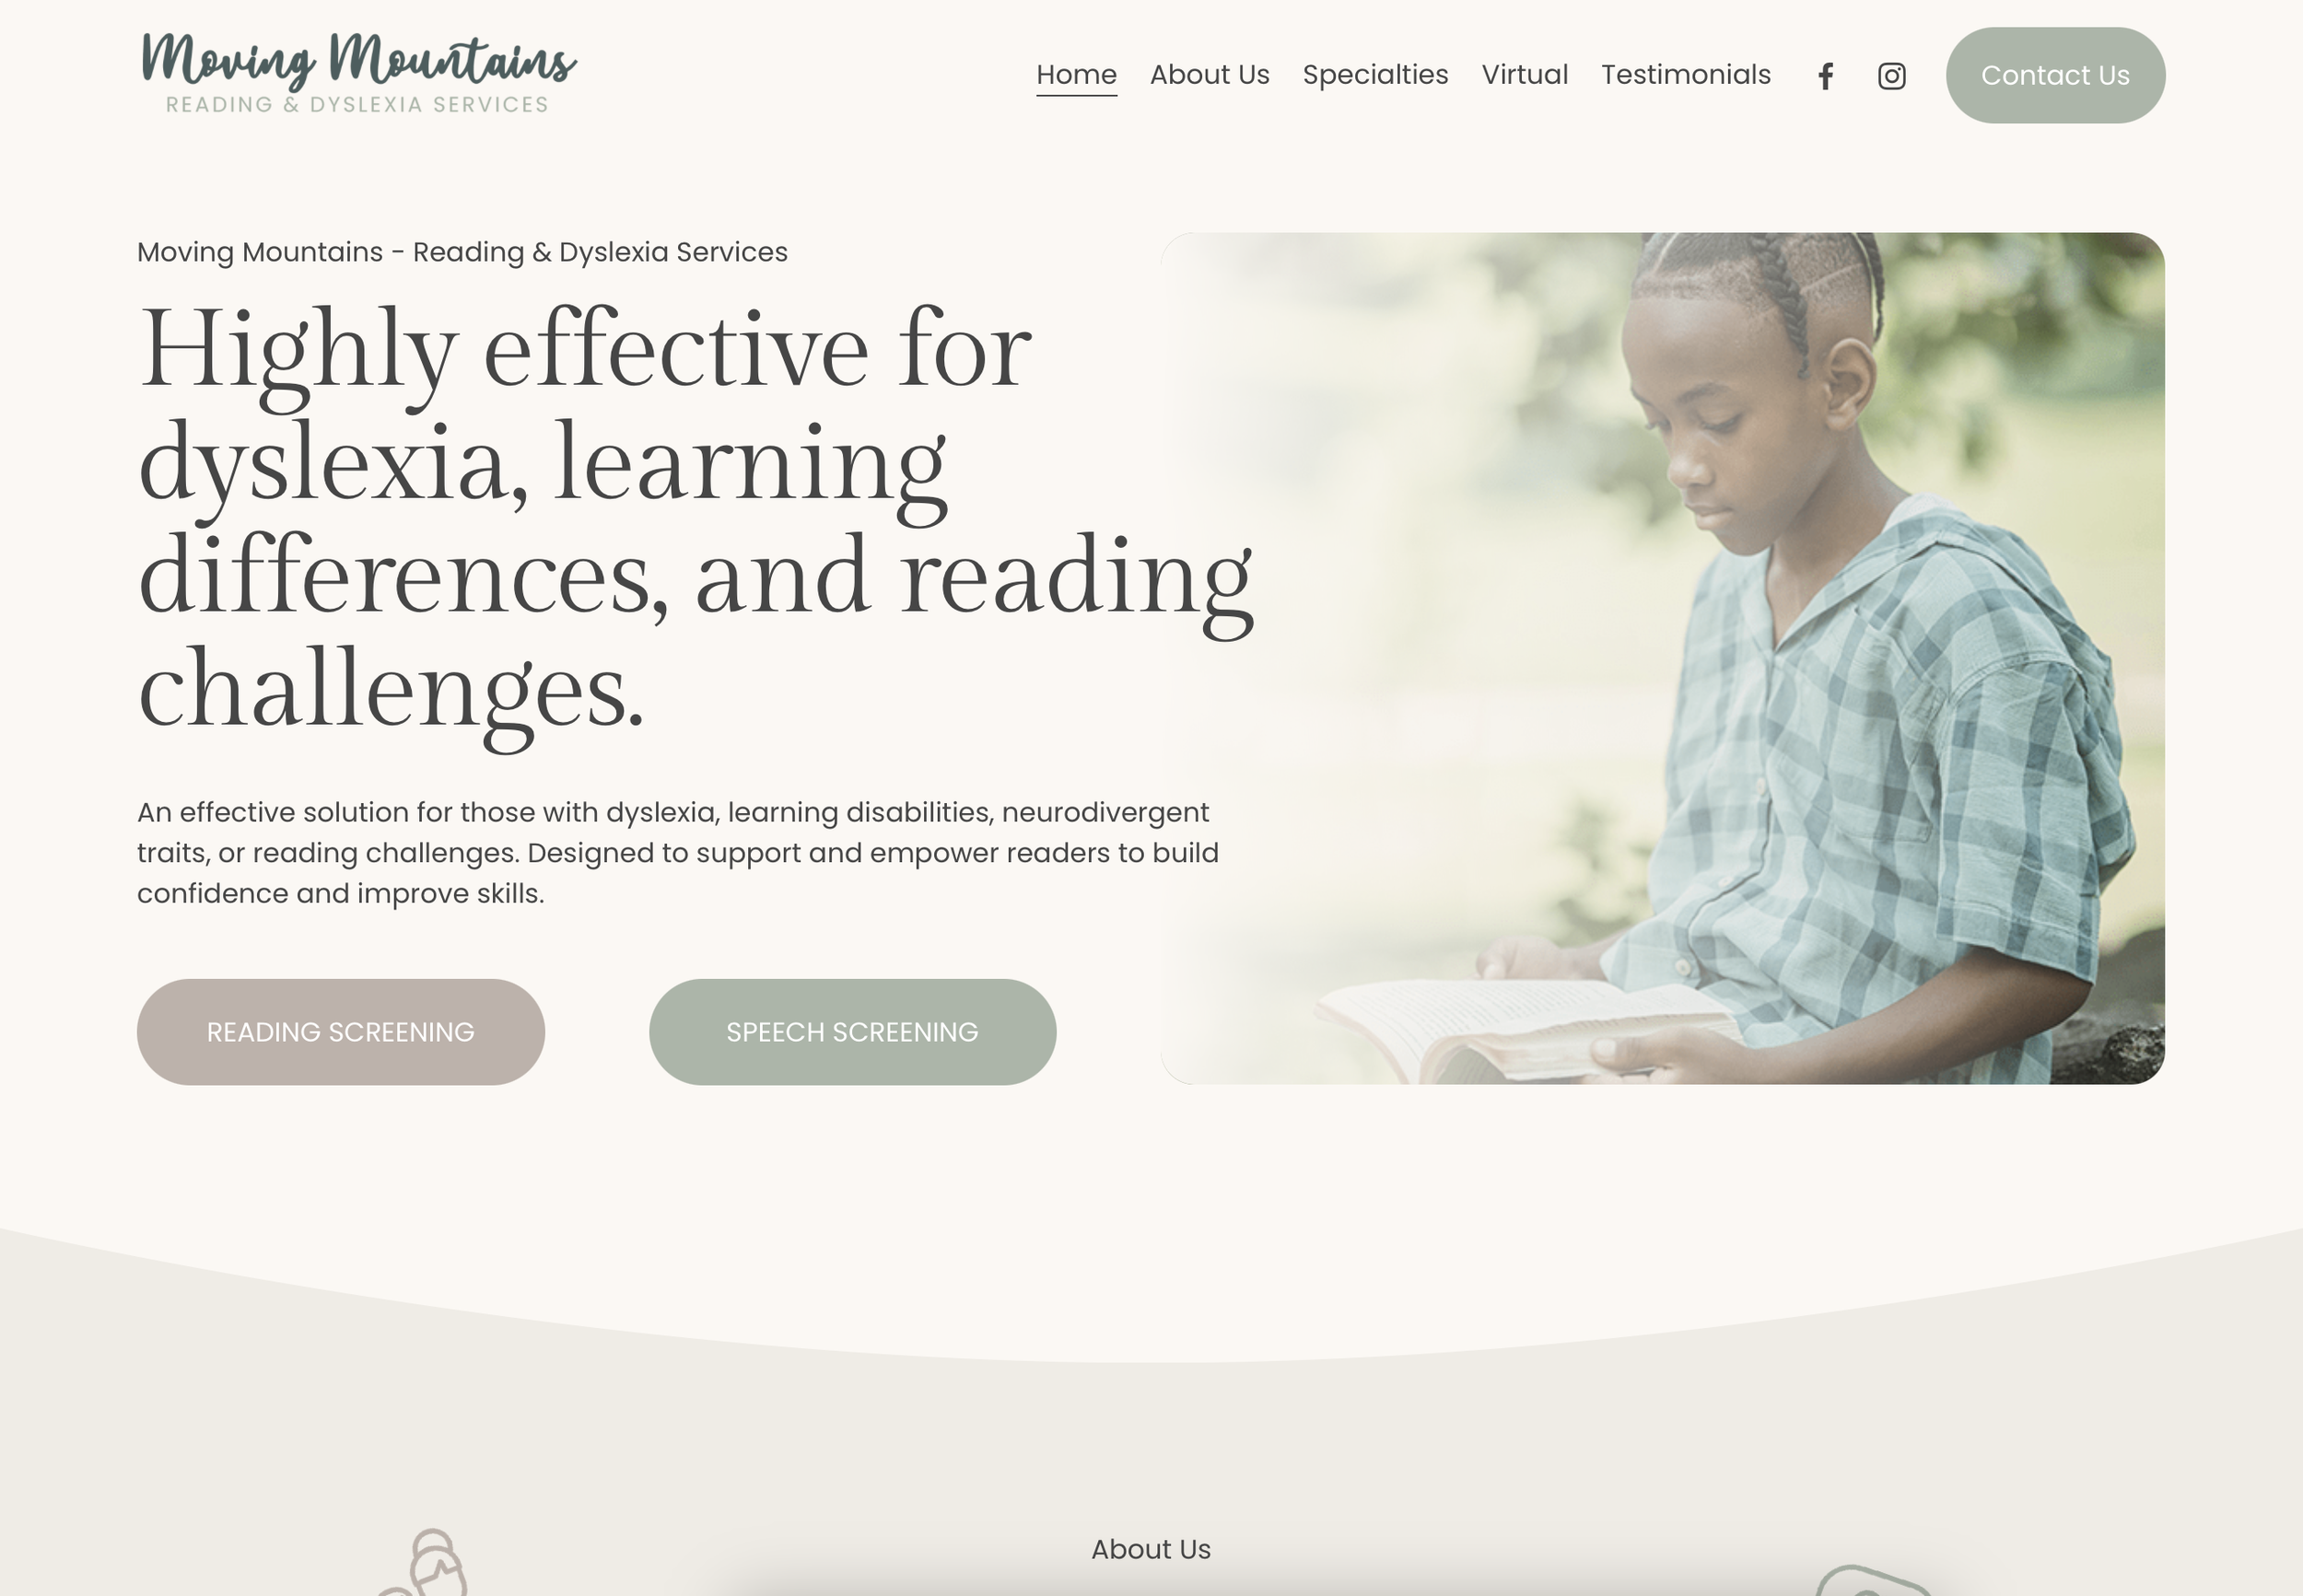 Moving Mountains
READING & DYSLEXIA SERVICES
Home
About Us
Specialties
Virtual
Testimonials
Contact Us
Moving Mountains - Reading & Dyslexia Services
Highly effective for
dyslexia, learning
differences, and reading
challenges.
An effective solution for those with dyslexia, learning disabilities, neurodivergent
traits, or reading challenges. Designed to support and empower readers to build
confidence and improve skills.
READING SCREENING
SPEECH SCREENING
About Us